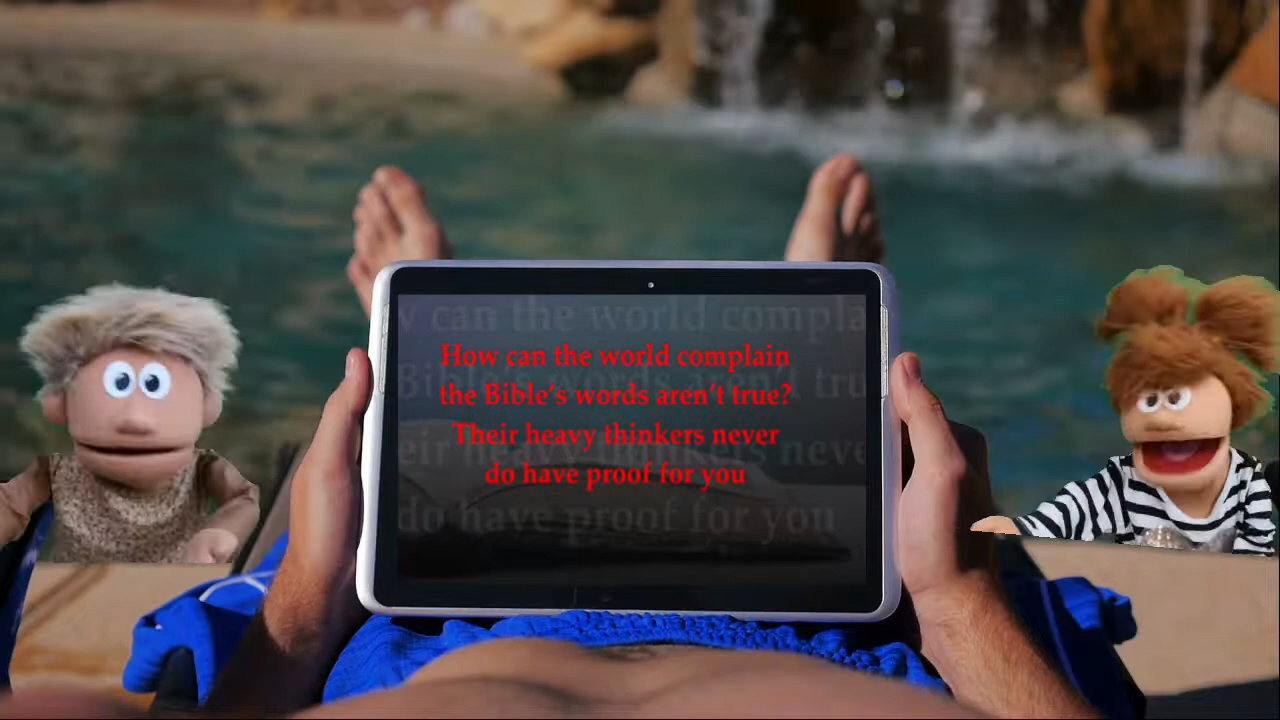 How can the world complain
the Bible's words aren't true?
Their heavy thinkers never
do have proof for you